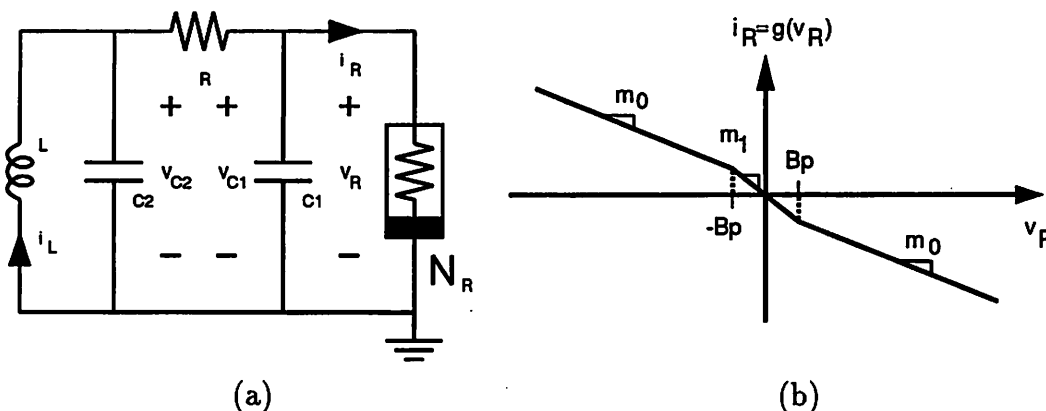 i_R
R
L
C2
v_C2
v_C1
C1
v_R
i_L
N_R
(a)
i_R=g(v_R)
m_0
m_1
Bp
-Bp
v_R
m_0
(b)